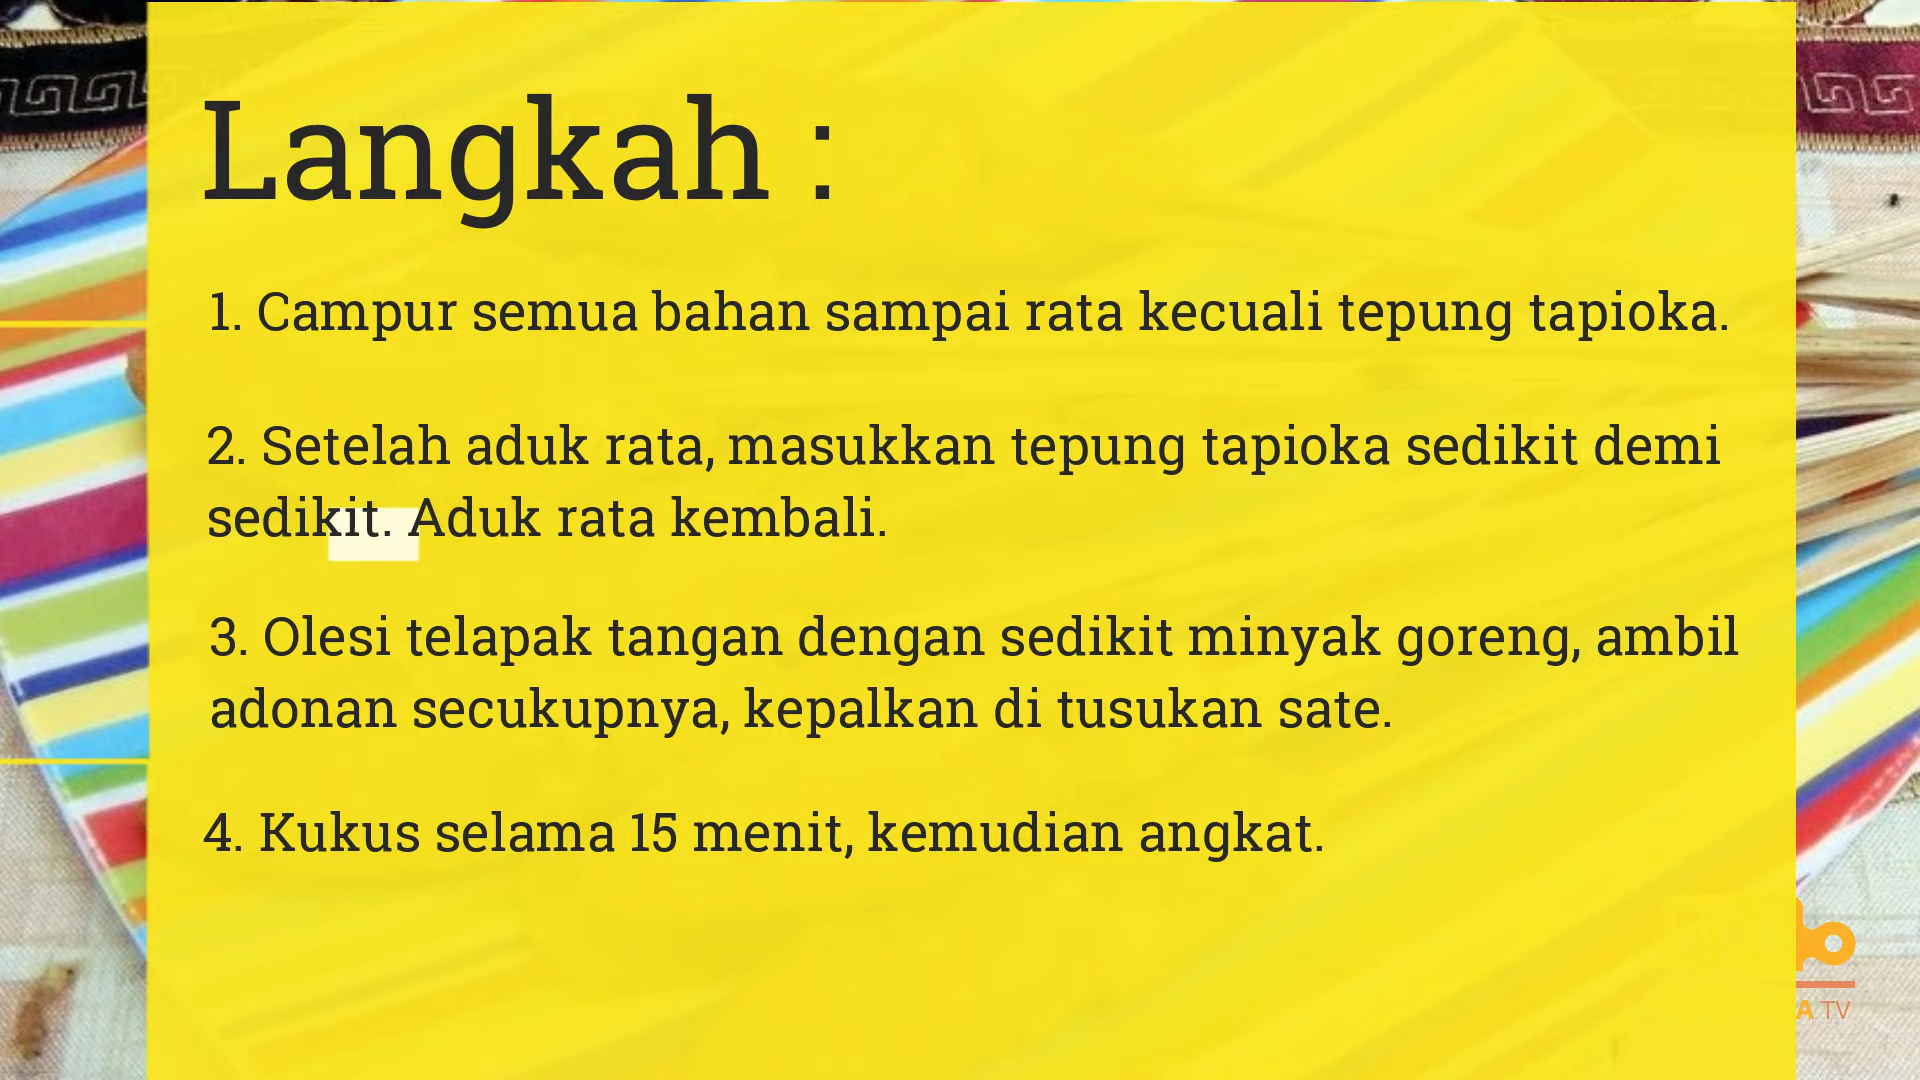 Langkah :
1. Campur semua bahan sampai rata kecuali tepung tapioka.
2. Setelah aduk rata, masukkan tepung tapioka sedikit demi
sedikit. Aduk rata kembali.
3. Olesi telapak tangan dengan sedikit minyak goreng, ambil
adonan secukupnya, kepalkan di tusukan sate.
4. Kukus selama 15 menit, kemudian angkat.
TV